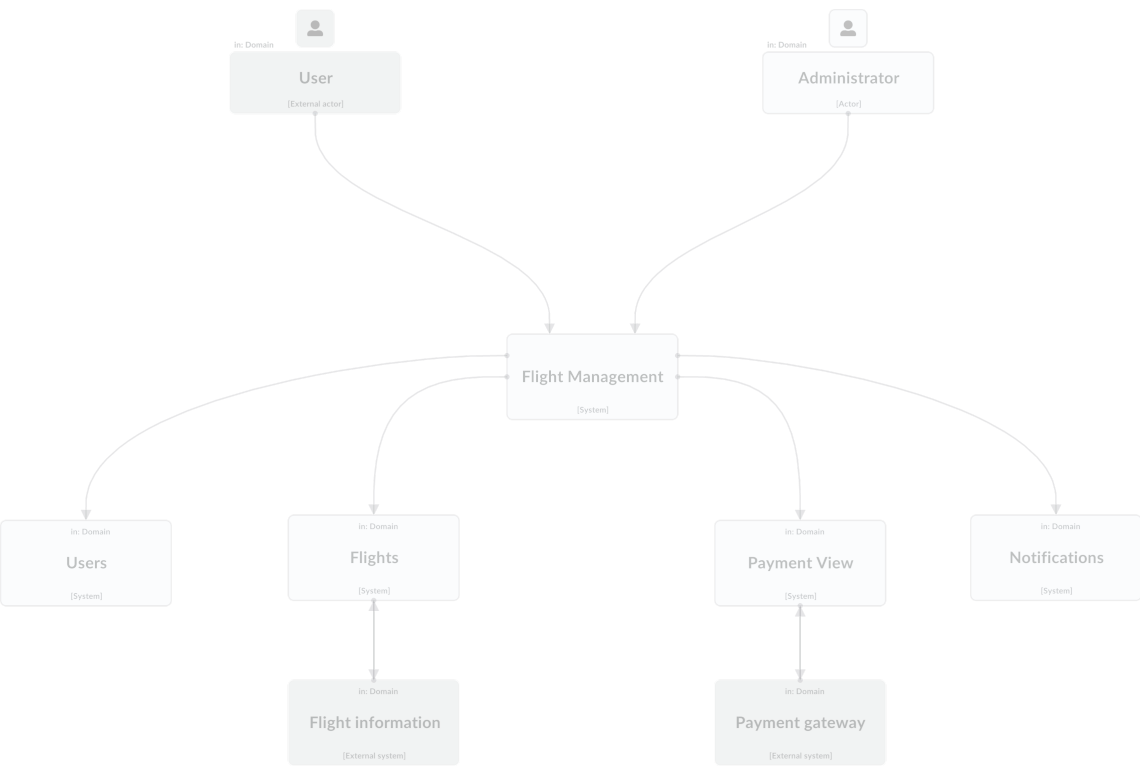 in: Domain
User
[External actor]
in: Domain
Administrator
[Actor]
Flight Management
[System]
in: Domain
Users
[System]
in: Domain
Flights
[System]
in: Domain
Payment View
[System]
in: Domain
Notifications
[System]
in: Domain
Flight information
[External system]
in: Domain
Payment gateway
[External system]